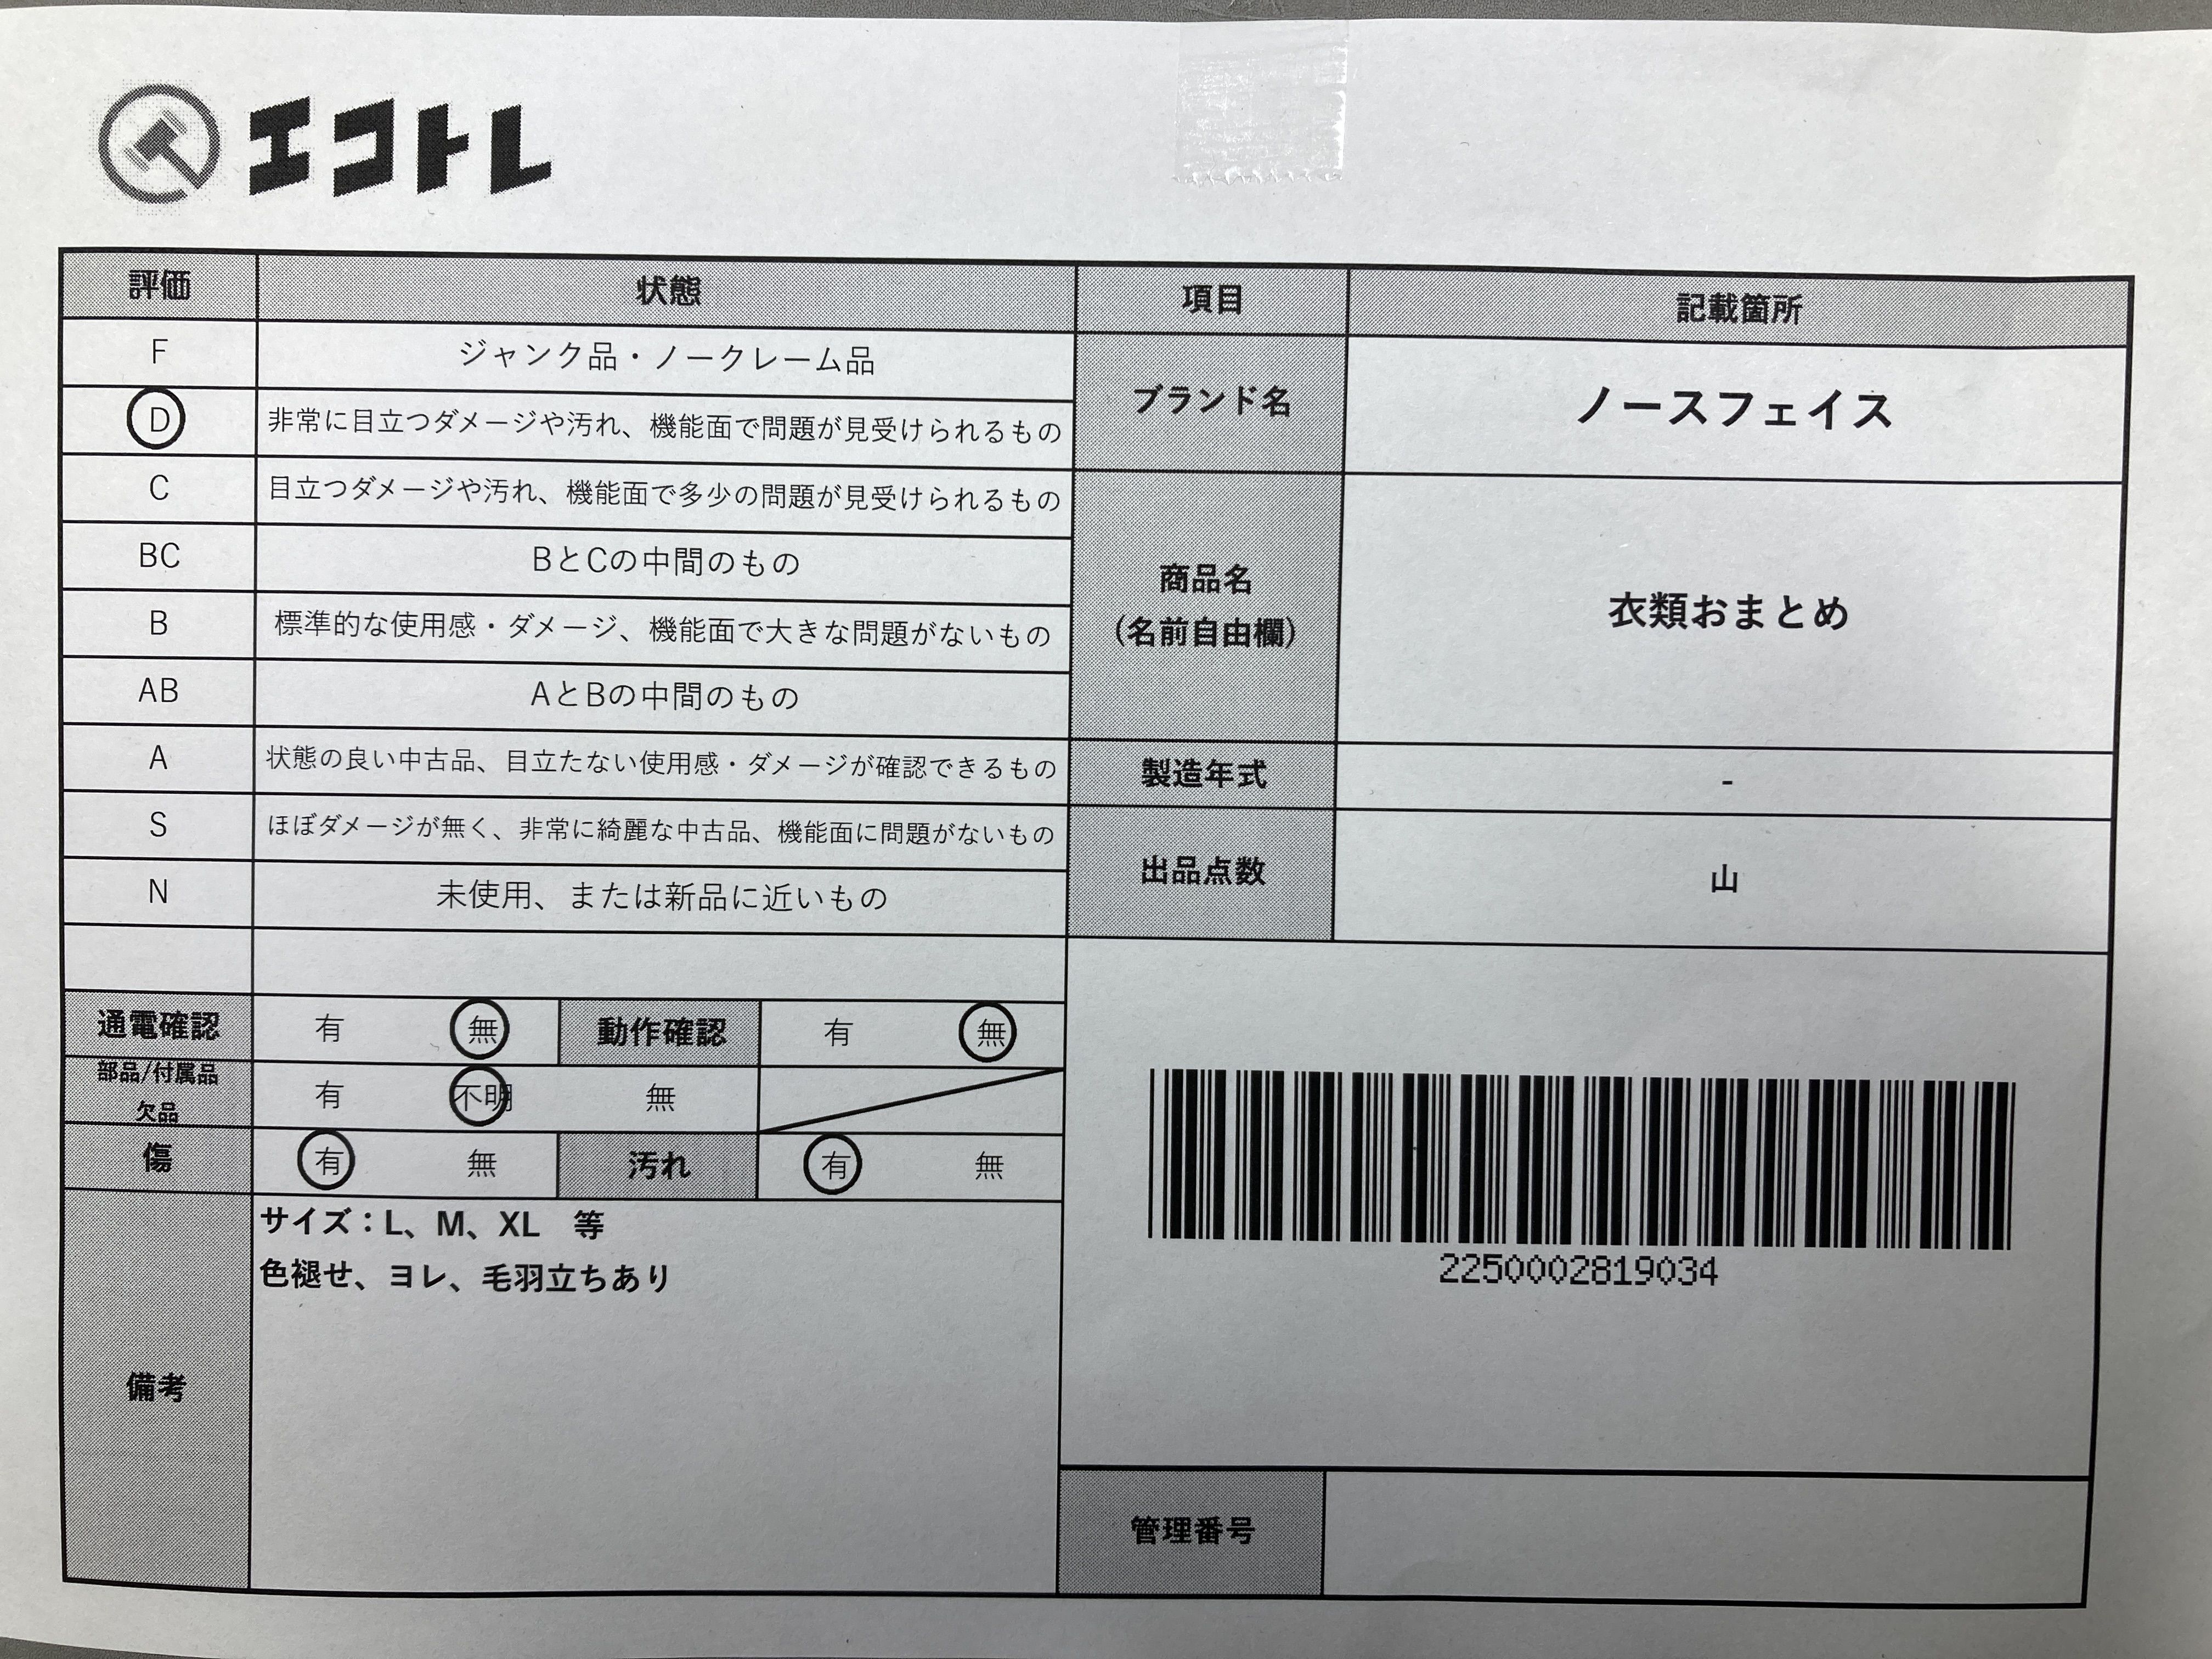 エコトレ
評価 状態 項目 記載箇所
F ジャンク品・ノークレーム品
D 非常に目立つダメージや汚れ、機能面で問題が見受けられるもの
ブランド名 ノースフェイス
C 目立つダメージや汚れ、機能面で多少の問題が見受けられるもの
BC BとCの中間のもの
B 標準的な使用感・ダメージ、機能面で大きな問題がないもの
AB AとBの中間のもの
商品名
(名前自由欄)
衣類おまとめ
A 状態の良い中古品、目立たない使用感・ダメージが確認できるもの
製造年式 -
S ほぼダメージが無く、非常に綺麗な中古品、機能面に問題がないもの
N 未使用、または新品に近いもの
出品点数 山
通電確認 有 無 動作確認 有 無
部品/付属品
欠品
有 不明 無
傷 有 無 汚れ 有 無
備考
サイズ：L、M、XL 等
色褪せ、ヨレ、毛羽立ちあり
2250002819034
管理番号